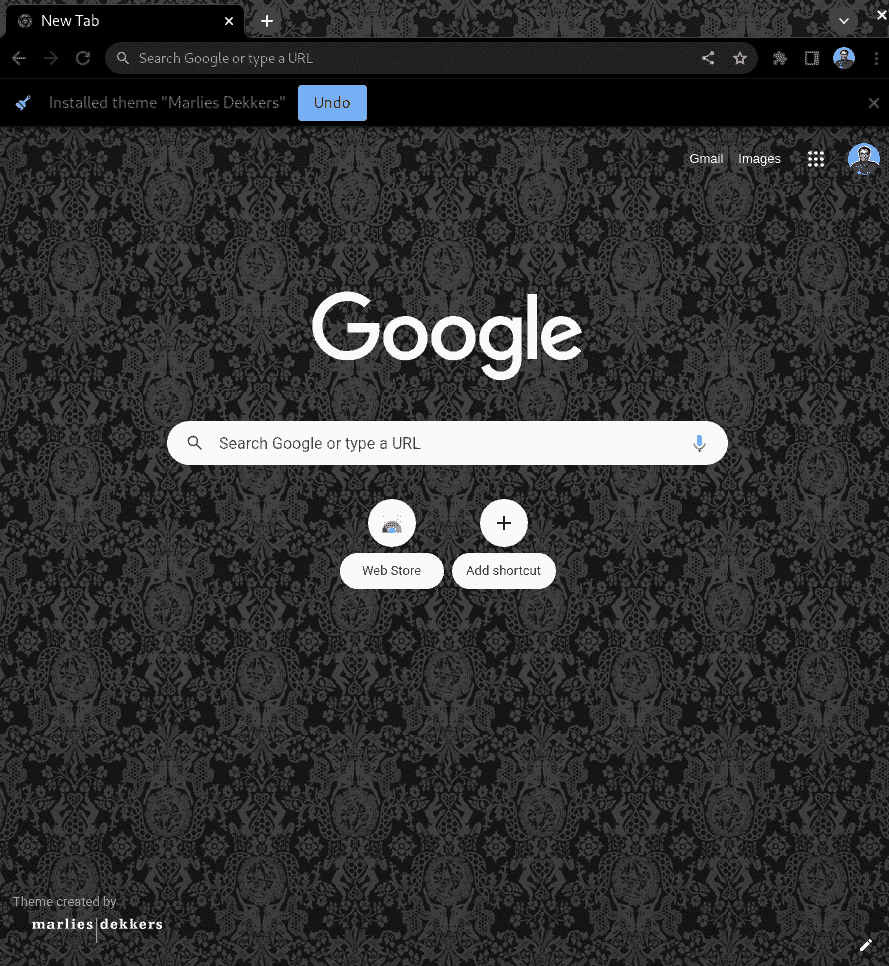 New Tab
Search Google or type a URL
Installed theme "Marlies Dekkers" Undo
Gmail Images
Google
Search Google or type a URL
Web Store Add shortcut
Theme created by
marlies|dekkers